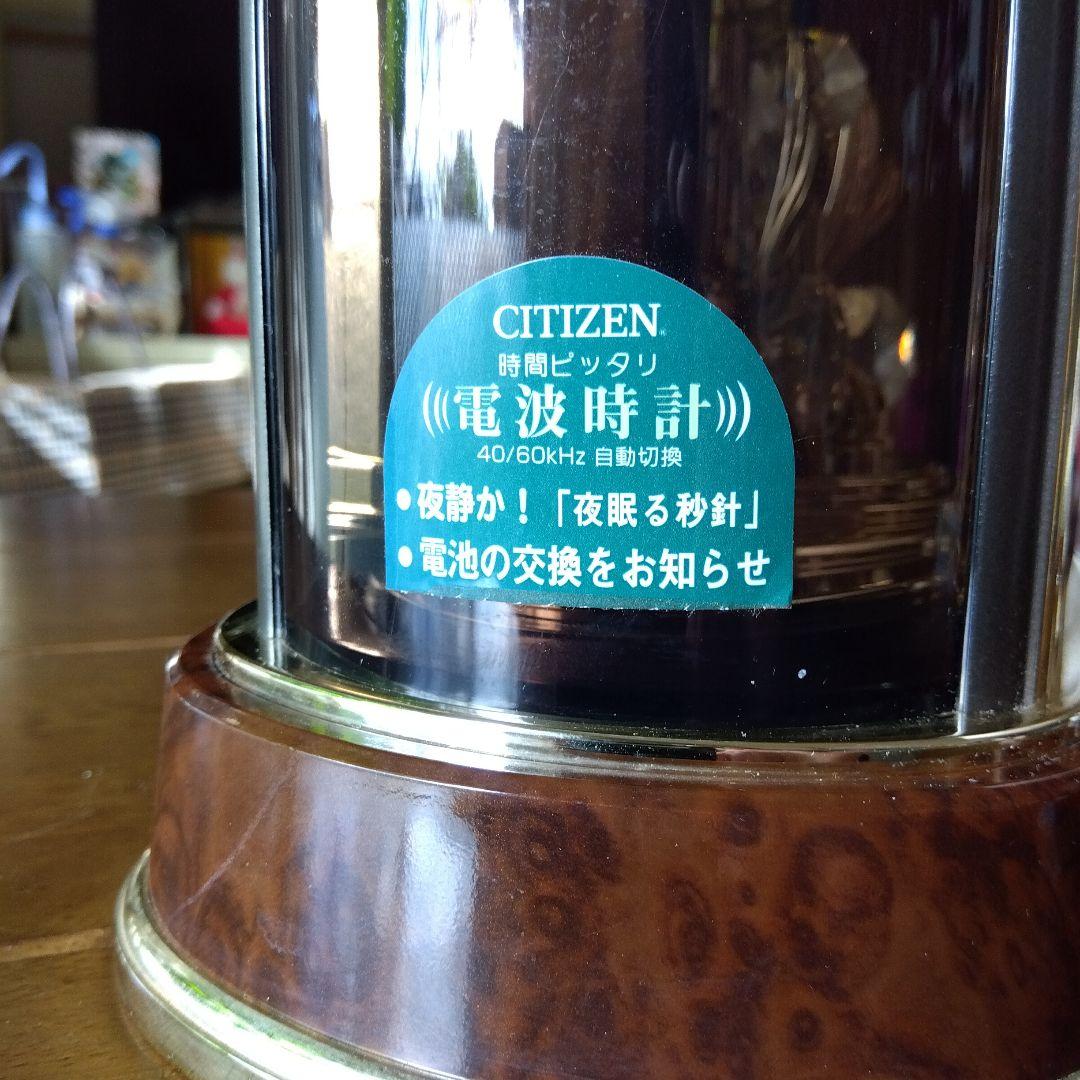 CITIZEN
時間ピッタリ
電波時計
40/60kHz 自動切換
● 夜静か！「夜眠る秒針」
● 電池の交換をお知らせ